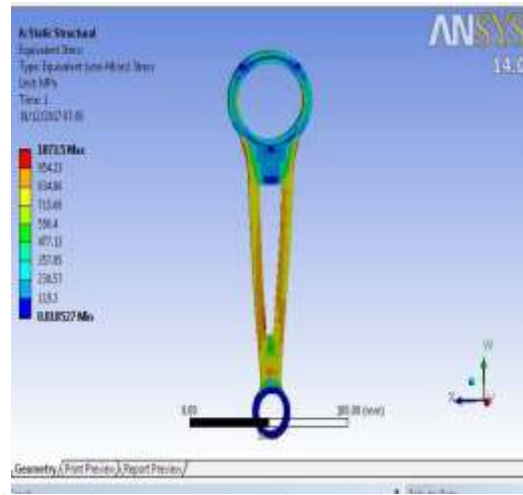 A: Static Structural
Equivalent Stress
Type: Equivalent (von-Mises) Stress
Unit: MPa
Time: 1
ANSYS
14.0
1073.5 Max
954.23
834.96
715.69
596.4
477.13
357.85
238.57
119.3
Min
0.00
100.00 (mm)
W
X
Geometry Print Preview Report Preview